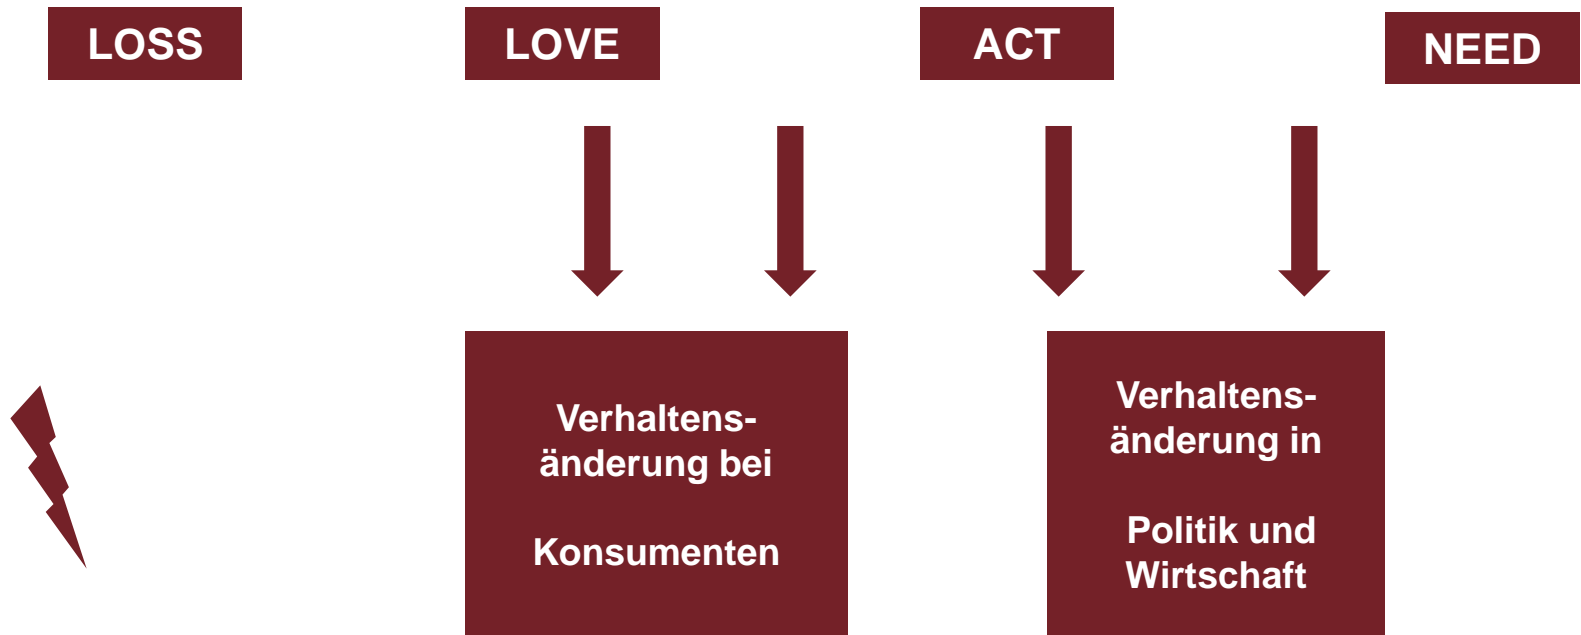 LOSS
LOVE
ACT
NEED
Verhaltens-
änderung bei
Konsumenten
Verhaltens-
änderung in
Politik und
Wirtschaft